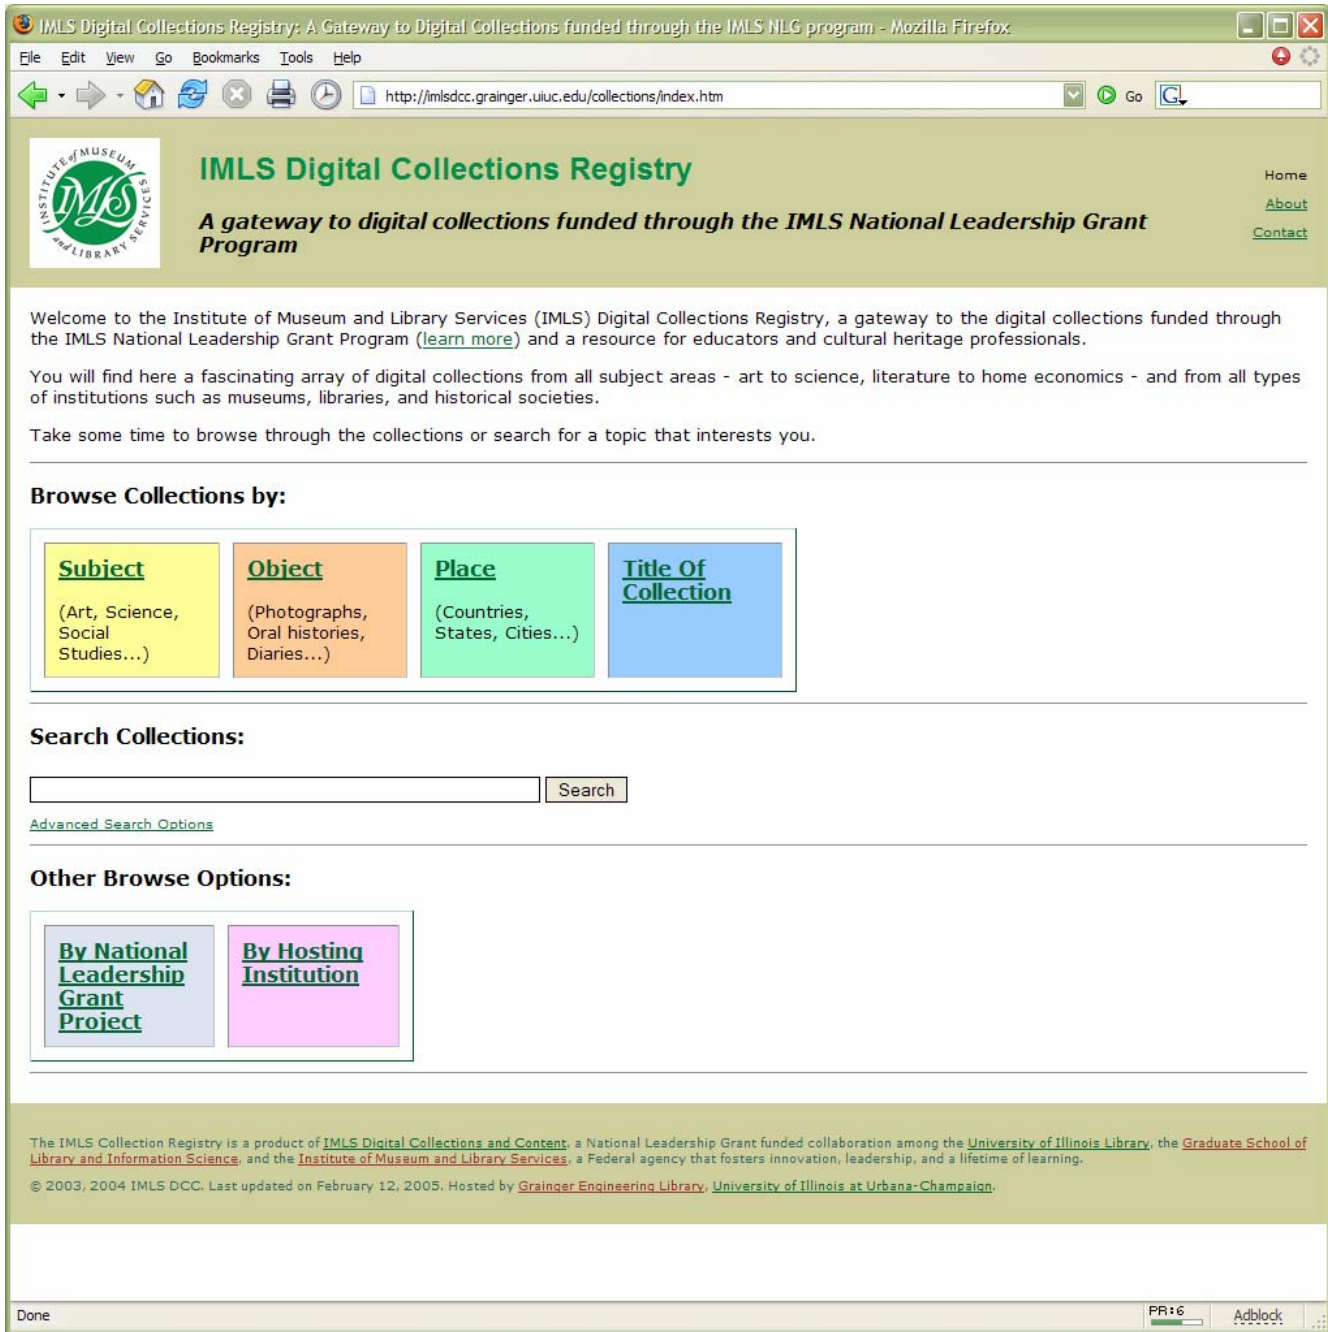 IMLS Digital Collections Registry: A Gateway to Digital Collections funded through the IMLS NLG program - Mozilla Firefox
File Edit View Go Bookmarks Tools Help
http://imlsdcc.grainger.uiuc.edu/collections/index.htm Go G
INSTITUTE of MUSEUM and LIBRARY SERVICES
IMLS
IMLS Digital Collections Registry
A gateway to digital collections funded through the IMLS National Leadership Grant
Program
Home
About
Contact
Welcome to the Institute of Museum and Library Services (IMLS) Digital Collections Registry, a gateway to the digital collections funded through
the IMLS National Leadership Grant Program (learn more) and a resource for educators and cultural heritage professionals.
You will find here a fascinating array of digital collections from all subject areas - art to science, literature to home economics - and from all types
of institutions such as museums, libraries, and historical societies.
Take some time to browse through the collections or search for a topic that interests you.
Browse Collections by:
Subject
(Art, Science,
Social
Studies...)
Object
(Photographs,
Oral histories,
Diaries...)
Place
(Countries,
States, Cities...)
Title Of
Collection
Search Collections:
Search
Advanced Search Options
Other Browse Options:
By National
Leadership
Grant
Project
By Hosting
Institution
The IMLS Collection Registry is a product of IMLS Digital Collections and Content, a National Leadership Grant funded collaboration among the University of Illinois Library, the Graduate School of
Library and Information Science, and the Institute of Museum and Library Services, a Federal agency that fosters innovation, leadership, and a lifetime of learning.
© 2003, 2004 IMLS DCC. Last updated on February 12, 2005. Hosted by Grainger Engineering Library, University of Illinois at Urbana-Champaign.
Done PR:6 Adblock